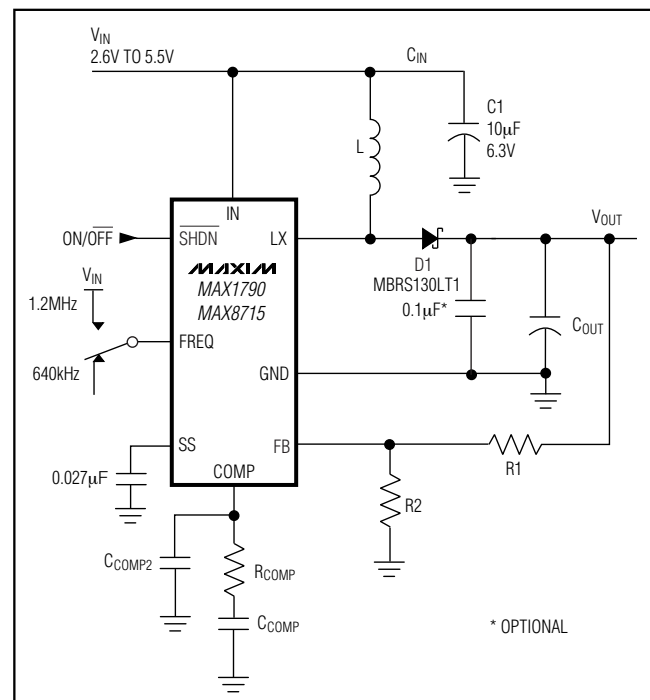 VIN
2.6V TO 5.5V
CIN
C1
10µF
6.3V
L
IN
ON/OFF
SHDN
LX
VOUT
MAXIM
MAX1790
MAX8715
D1
MBRS130LT1
VIN
1.2MHz
0.1µF*
COUT
FREQ
640kHz
GND
SS
FB
0.027µF
COMP
R1
R2
CCOMP2
RCOMP
CCOMP
* OPTIONAL